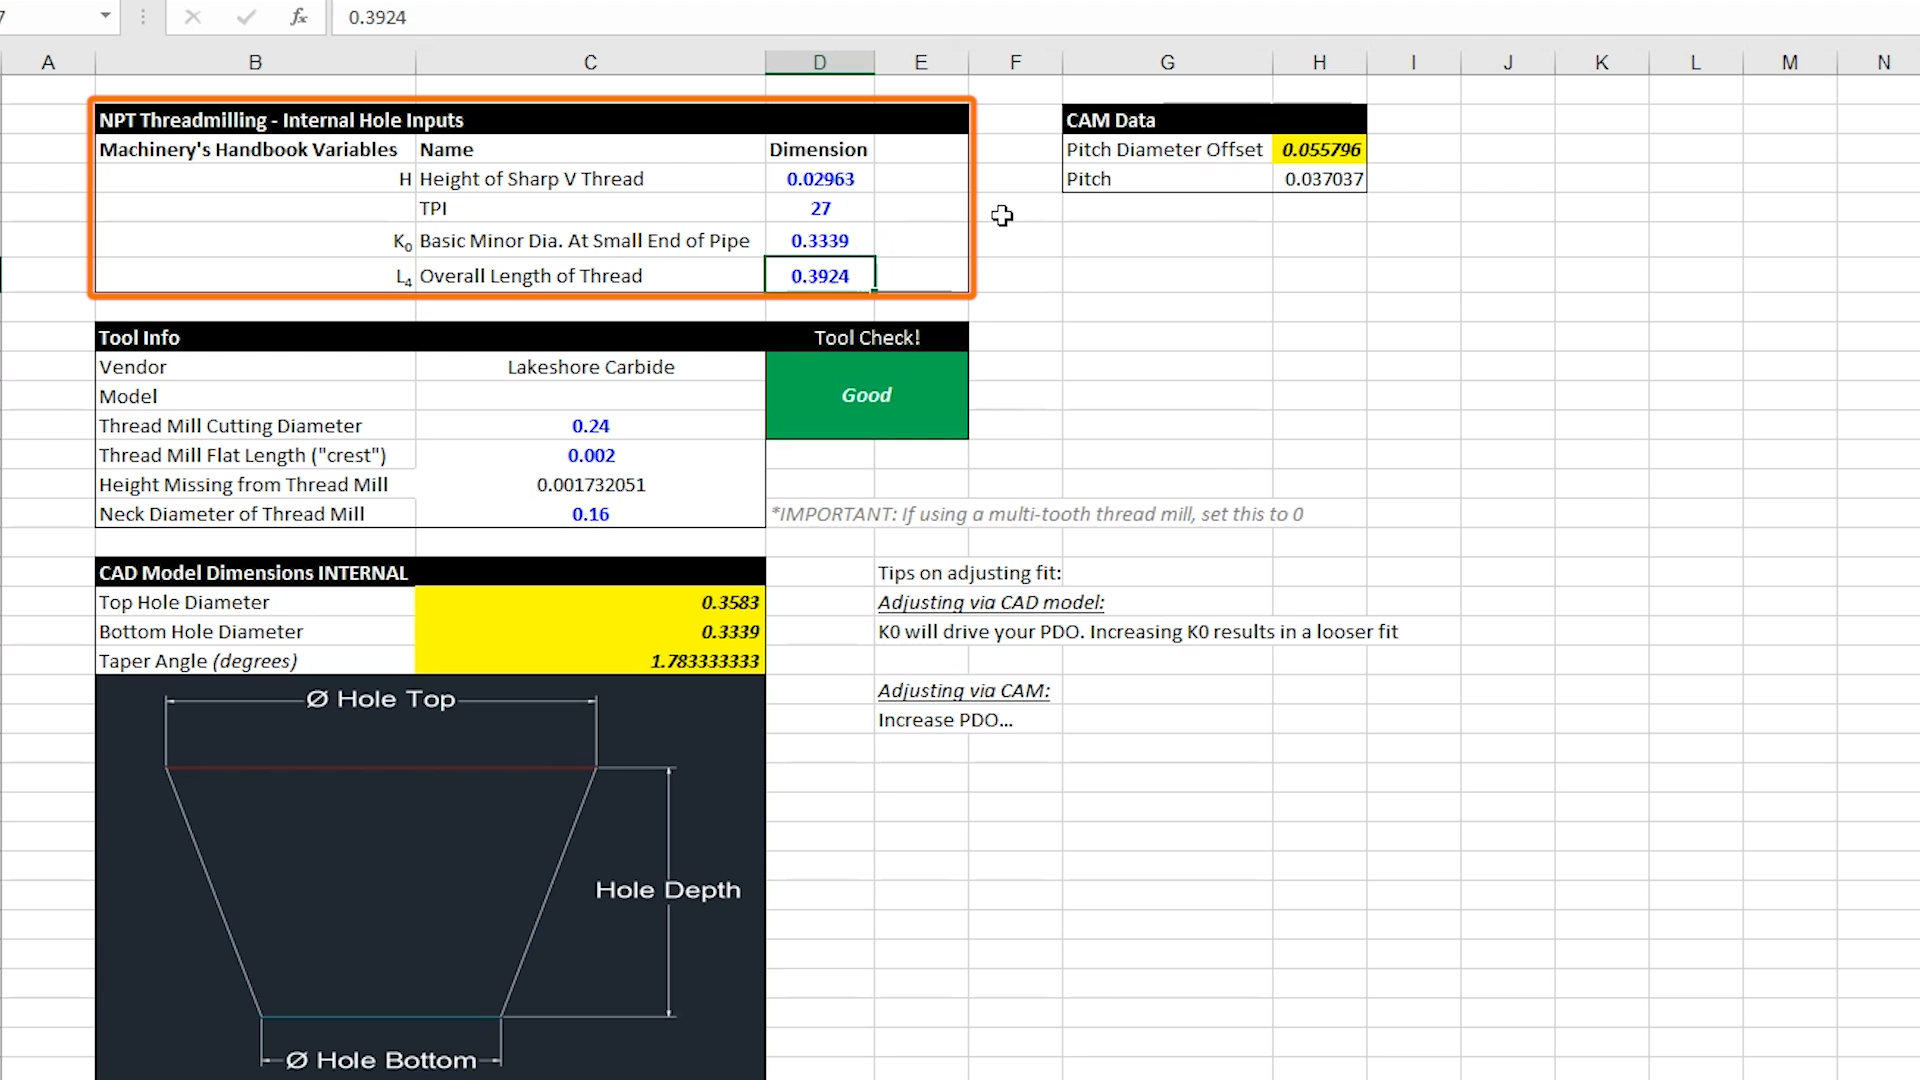 7
fx
0.3924
A B C D E F G H I J K L M N
NPT Threadmilling - Internal Hole Inputs
Machinery's Handbook Variables Name Dimension
H Height of Sharp V Thread 0.02963
TPI 27
K0 Basic Minor Dia. At Small End of Pipe 0.3339
L4 Overall Length of Thread 0.3924
CAM Data
Pitch Diameter Offset 0.055796
Pitch 0.037037
Tool Info Tool Check!
Vendor Lakeshore Carbide
Good
Model
Thread Mill Cutting Diameter 0.24
Thread Mill Flat Length ("crest") 0.002
Height Missing from Thread Mill 0.001732051
Neck Diameter of Thread Mill 0.16 *IMPORTANT: If using a multi-tooth thread mill, set this to 0
CAD Model Dimensions INTERNAL
Top Hole Diameter 0.3583
Bottom Hole Diameter 0.3339
Taper Angle (degrees) 1.783333333
Tips on adjusting fit:
Adjusting via CAD model:
K0 will drive your PDO. Increasing K0 results in a looser fit
Adjusting via CAM:
Increase PDO...
Ø Hole Top
Hole Depth
Ø Hole Bottom